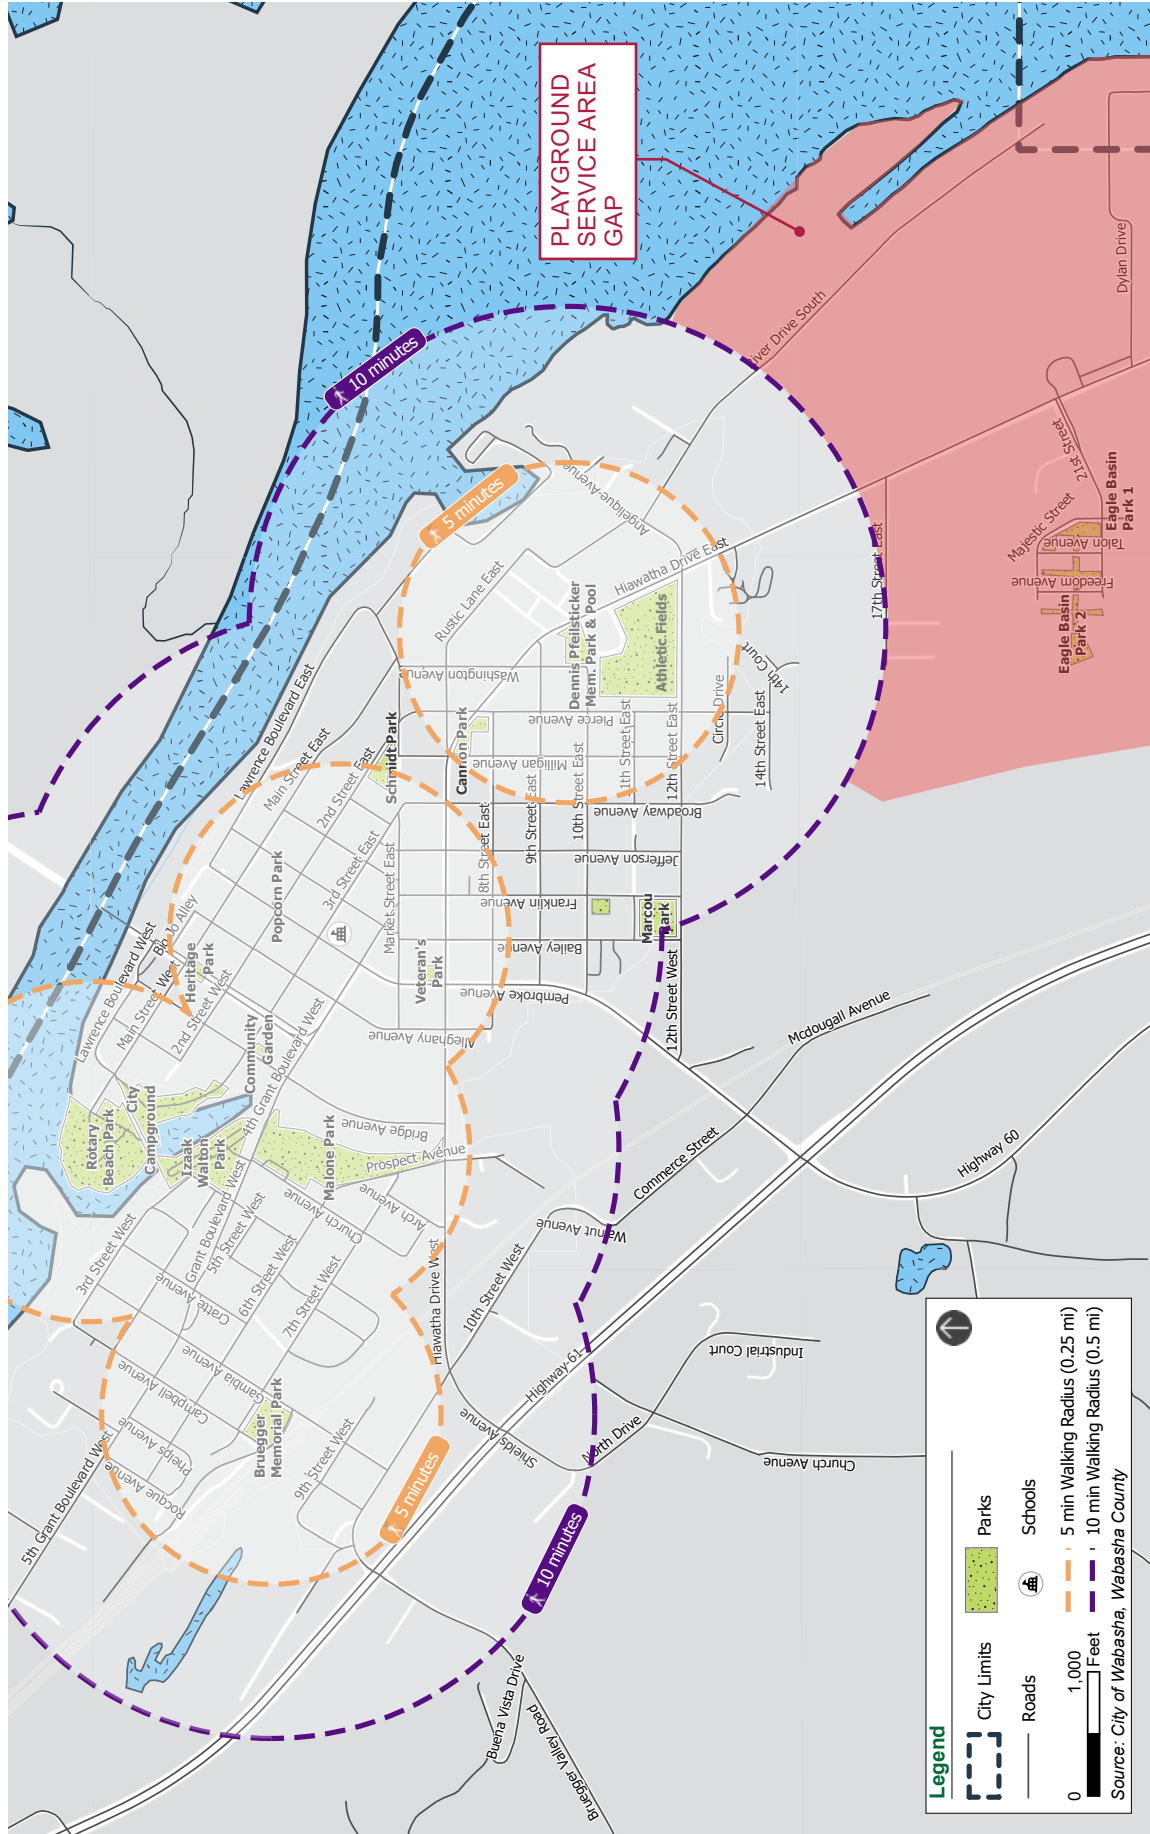 PLAYGROUND
SERVICE AREA
GAP
10 minutes
5 minutes
5 minutes
10 minutes
Lawrence Boulevard East
Main Street East
2nd Street East
3rd Street East
Market Street East
8th Street East
9th Street East
10th Street East
11th Street East
12th Street East
14th Street East
17th Street East
14th Court
Circle Drive
Rustic Lane East
Angelique Avenue
Hiawatha Drive East
River Drive South
Dylan Drive
21st Street
Majestic Street
Talon Avenue
Freedom Avenue
Eagle Basin
Park 1
Eagle Basin
Park 2
Washington Avenue
Pierce Avenue
Milligan Avenue
Broadway Avenue
Jefferson Avenue
Franklin Avenue
Bailey Avenue
Pembroke Avenue
Alleghany Avenue
Bridge Avenue
Prospect Avenue
Arch Avenue
Church Avenue
Cratte Avenue
Gambia Avenue
Campbell Avenue
Phelps Avenue
Rocque Avenue
Dennis Pfeilsticker
Mem. Park & Pool
Athletic Fields
Cannon Park
Schmidt Park
Popcorn Park
Big Jo Alley
Heritage
Park
Veteran's
Park
Marcou
Park
Community
Garden
City
Campground
Rotary
Beach Park
Izaak
Walton
Park
Malone Park
Bruegger
Memorial Park
Lawrence Boulevard West
Main Street West
2nd Street West
4th Grant Boulevard West
Grant Boulevard West
3rd Street West
5th Street West
6th Street West
7th Street West
9th Street West
5th Grant Boulevard West
Hiawatha Drive West
10th Street West
12th Street West
Walnut Avenue
Commerce Street
Mcdougall Avenue
Highway 60
Highway 61
Shields Avenue
North Drive
Industrial Court
Church Avenue
Buena Vista Drive
Bruegger Valley Road
Legend
City Limits
Parks
Roads
Schools
0
1,000
Feet
5 min Walking Radius (0.25 mi)
10 min Walking Radius (0.5 mi)
Source: City of Wabasha, Wabasha County